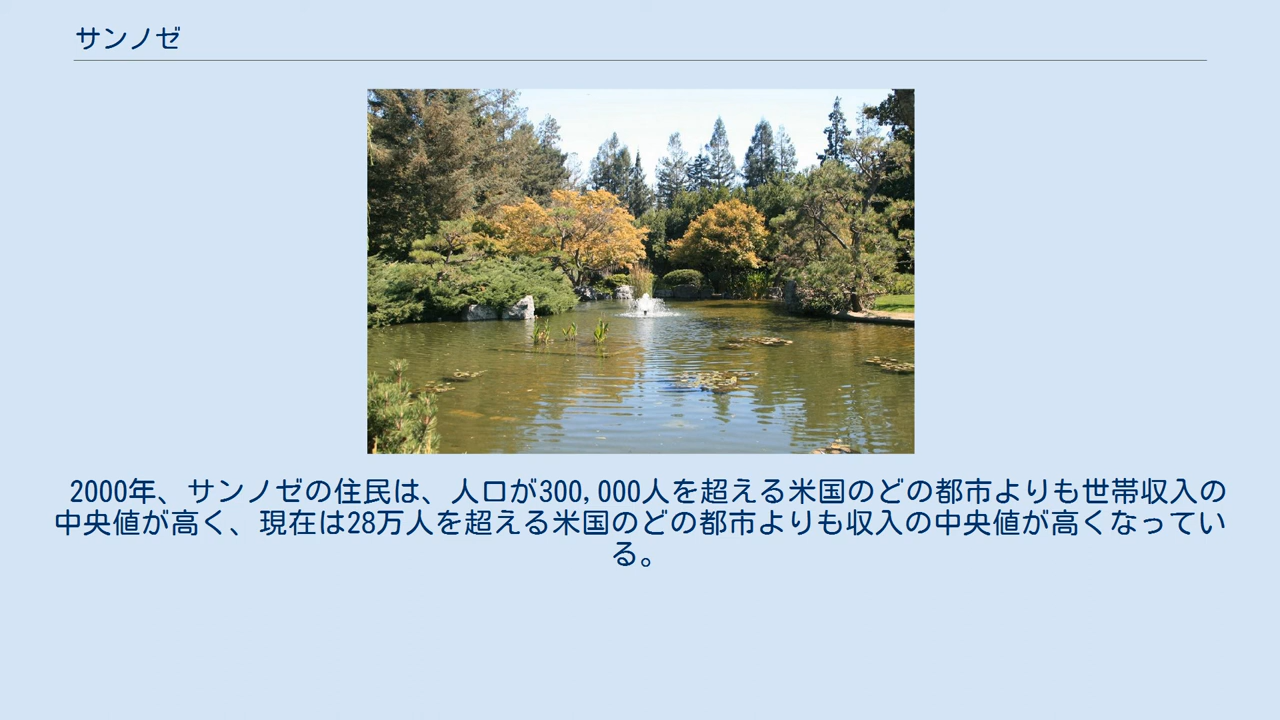 サンノゼ
2000年、サンノゼの住民は、人口が300,000人を超える米国のどの都市よりも世帯収入の
中央値が高く、現在は28万人を超える米国のどの都市よりも収入の中央値が高くなってい
る。